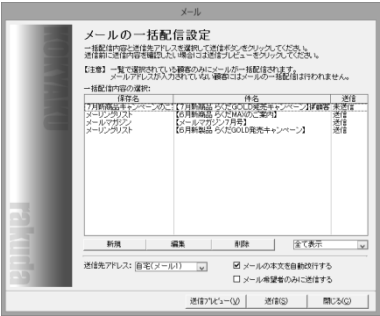 メール
KOKYAKU
rakuda
メールの一括配信設定
一括配信内容と送信先アドレスを選択して送信ボタンをクリックしてください。
送信前に送信内容を確認したい場合には送信プレビューをクリックしてください。
【注意】一覧で選択されている顧客のみにメールが一括配信されます。
メールアドレスが入力されていない顧客にはメールの一括配信は行われません。
一括配信内容の選択:
保存名 件名 送信
7月新商品キャンペーンのご 【7月新商品 らくだGOLD発売キャンペーン】 未送信
メーリングリスト 【6月新商品 らくだMAXのご案内】 送信
メールマガジン 【メールマガジン7月号】 送信
メーリングリスト 【6月新商品 らくだGOLD発売キャンペーン】 送信
新規 編集 削除 全て表示
送信先アドレス: 自宅(メール1) メールの本文を自動改行する
メール希望者のみに送信する
送信プレビュー(V) 送信(S) 閉じる(C)